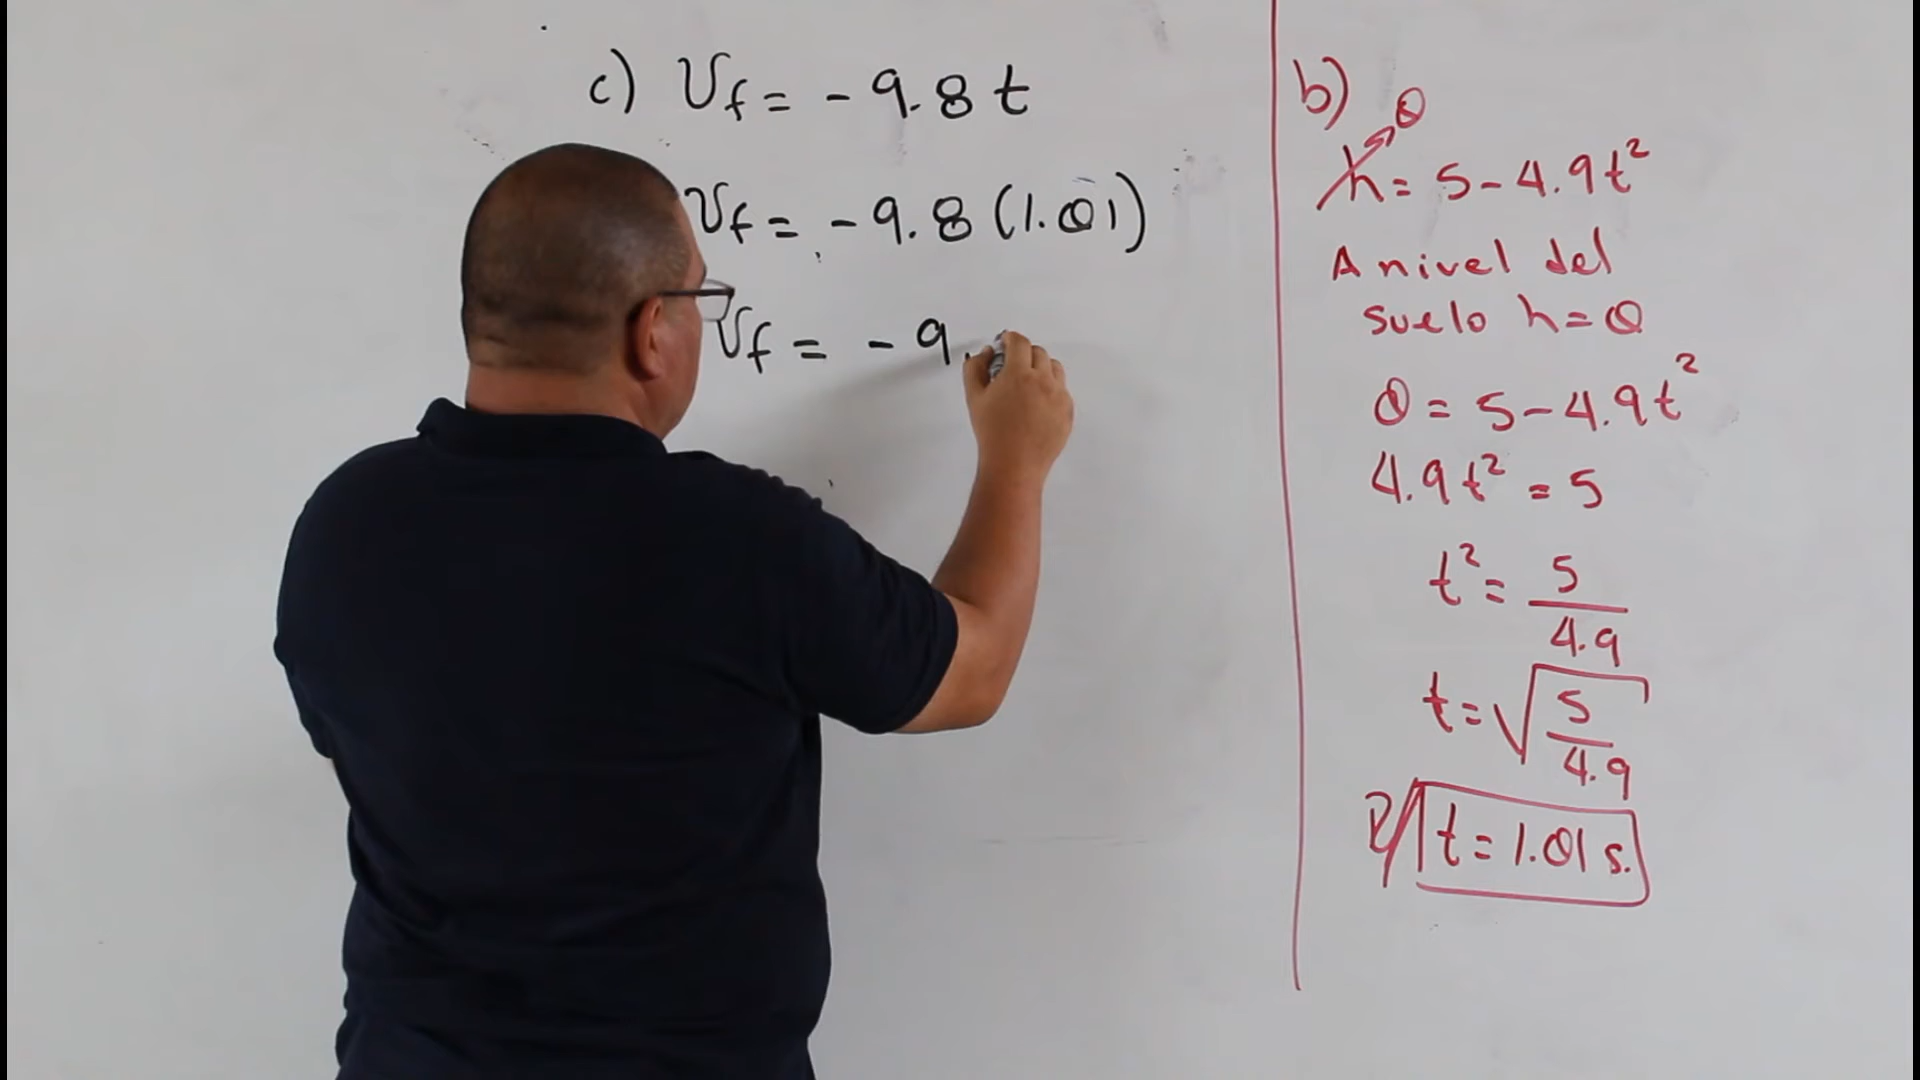 c) Vf = - 9.8 t
Vf = - 9.8 (1.01)
Vf = - 9.
b)
h = 5 - 4.9t² 0
A nivel del
suelo h = 0
0 = 5 - 4.9t²
4.9t² = 5
t² = 5/4.9
t = √5/4.9
R/ t = 1.01 s.